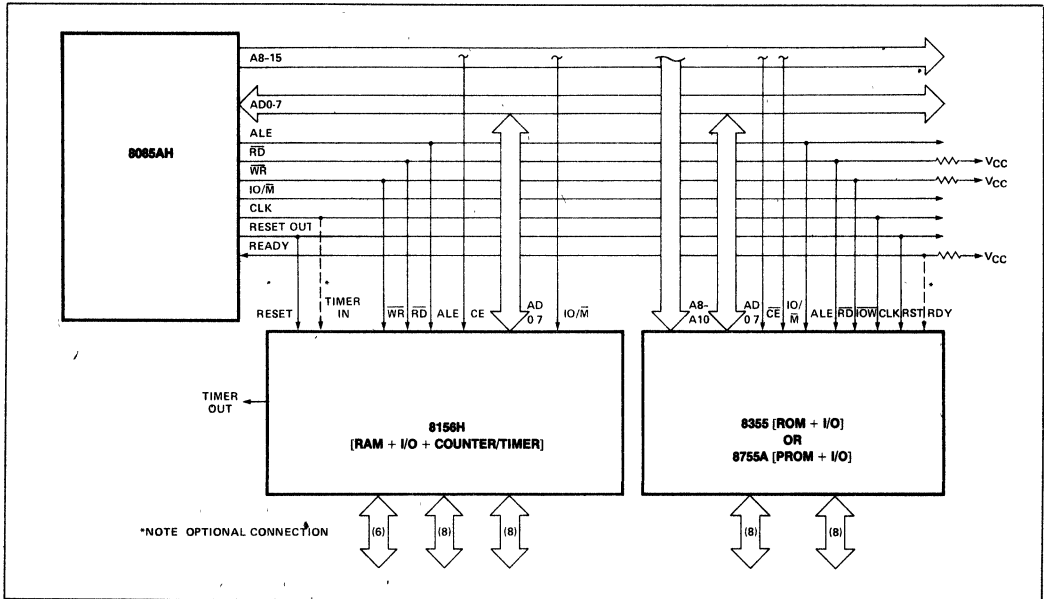 A8-15
AD0-7
ALE
RD
WR
IO/M
CLK
RESET OUT
READY
8085AH
VCC
VCC
VCC
RESET
* TIMER IN
WR
RD
ALE
CE
AD 0 7
IO/M
A8-A10
AD 0 7
CE
IO/M
ALE
RD
IOW
CLK
RST
RDY
*
TIMER OUT
8156H
[RAM + I/O + COUNTER/TIMER]
8355 [ROM + I/O]
OR
8755A [PROM + I/O]
*NOTE OPTIONAL CONNECTION
(6)
(8)
(8)
(8)
(8)